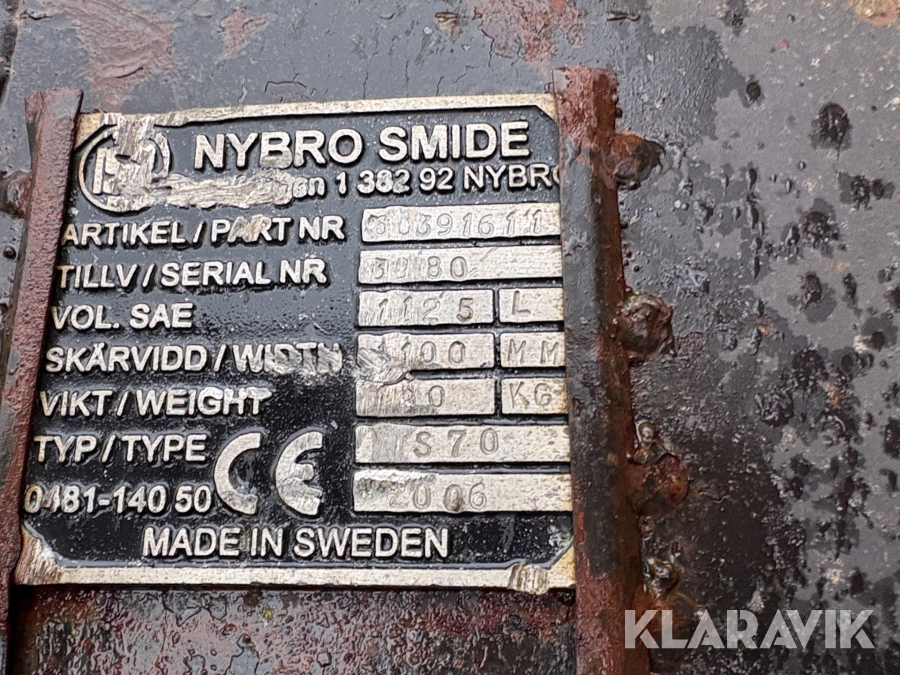 NYBRO SMIDE
1 382 92 NYBRO
ARTIKEL / PART NR
TILLV / SERIAL NR
VOL. SAE 1125 L
SKÄRVIDD / WIDTH MM
VIKT / WEIGHT KG
TYP / TYPE S70
0481-140 50 CE 2006
MADE IN SWEDEN
KLARAVIK